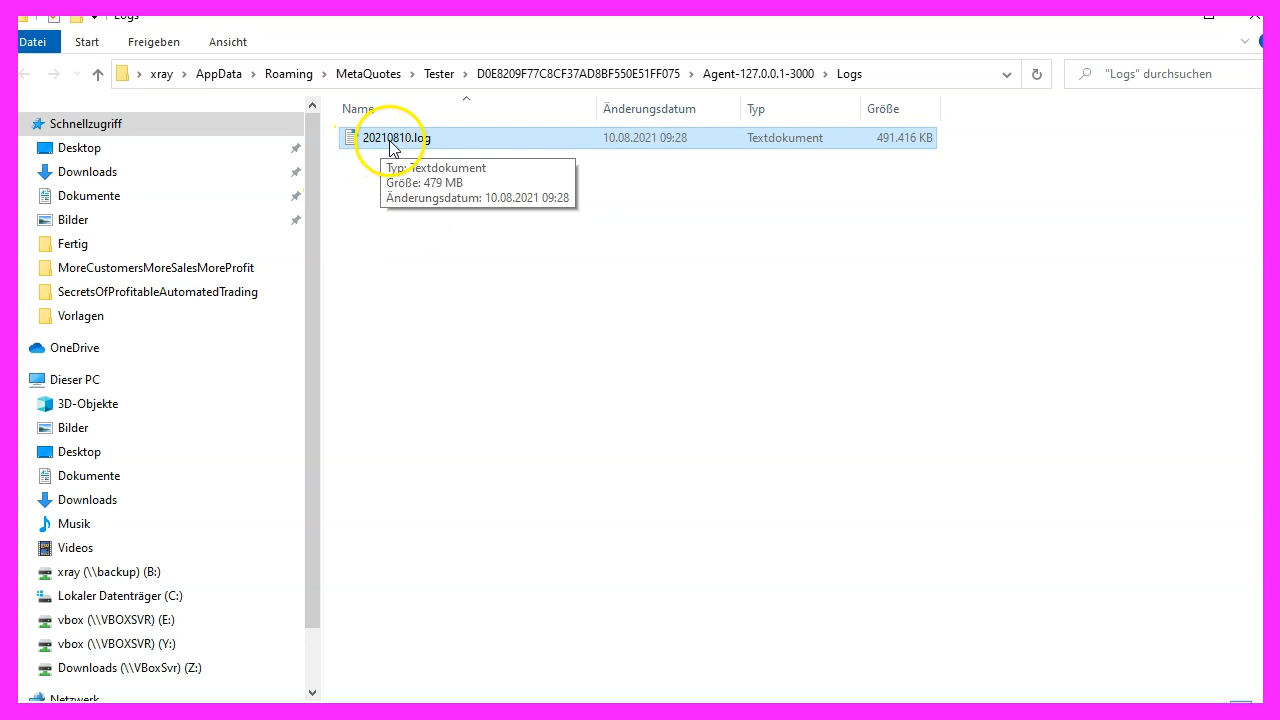 Logs
Datei Start Freigeben Ansicht
xray AppData Roaming MetaQuotes Tester D0E8209F77C8CF37AD8BF550E51FF075 Agent-127.0.0.1-3000 Logs "Logs" durchsuchen
Name Änderungsdatum Typ Größe
20210810.log 10.08.2021 09:28 Textdokument 491.416 KB
Typ: Textdokument
Größe: 479 MB
Änderungsdatum: 10.08.2021 09:28
Schnellzugriff
Desktop
Downloads
Dokumente
Bilder
Fertig
MoreCustomersMoreSalesMoreProfit
SecretsOfProfitableAutomatedTrading
Vorlagen
OneDrive
Dieser PC
3D-Objekte
Bilder
Desktop
Dokumente
Downloads
Musik
Videos
xray (\\backup) (B:)
Lokaler Datenträger (C:)
vbox (\\VBOXSVR) (E:)
vbox (\\VBOXSVR) (Y:)
Downloads (\\VBoxSvr) (Z:)
Netzwerk